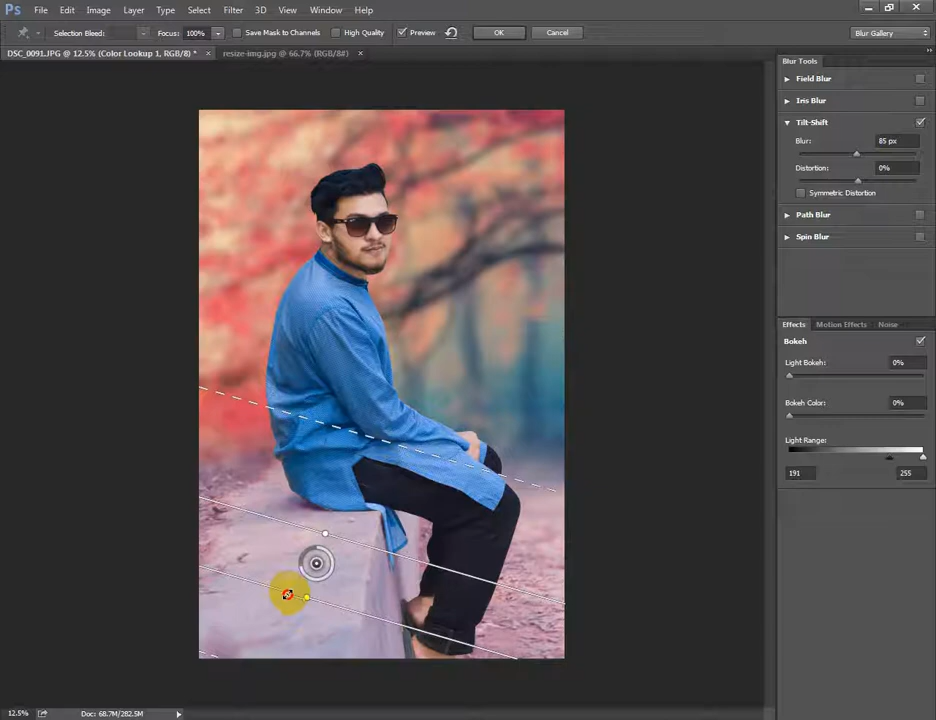 Ps File Edit Image Layer Type Select Filter 3D View Window Help
Selection Bleed: Focus: 100% Save Mask to Channels High Quality Preview OK Cancel Blur Gallery
DSC_0091.JPG @ 12.5% (Color Lookup 1, RGB/8) * × resize-img.jpg @ 66.7% (RGB/8#) ×
Blur Tools
Field Blur
Iris Blur
Tilt-Shift
Blur: 85 px
Distortion: 0%
Symmetric Distortion
Path Blur
Spin Blur
Effects Motion Effects Noise
Bokeh
Light Bokeh: 0%
Bokeh Color: 0%
Light Range:
191 255
12.5% Doc: 68.7M/282.5M